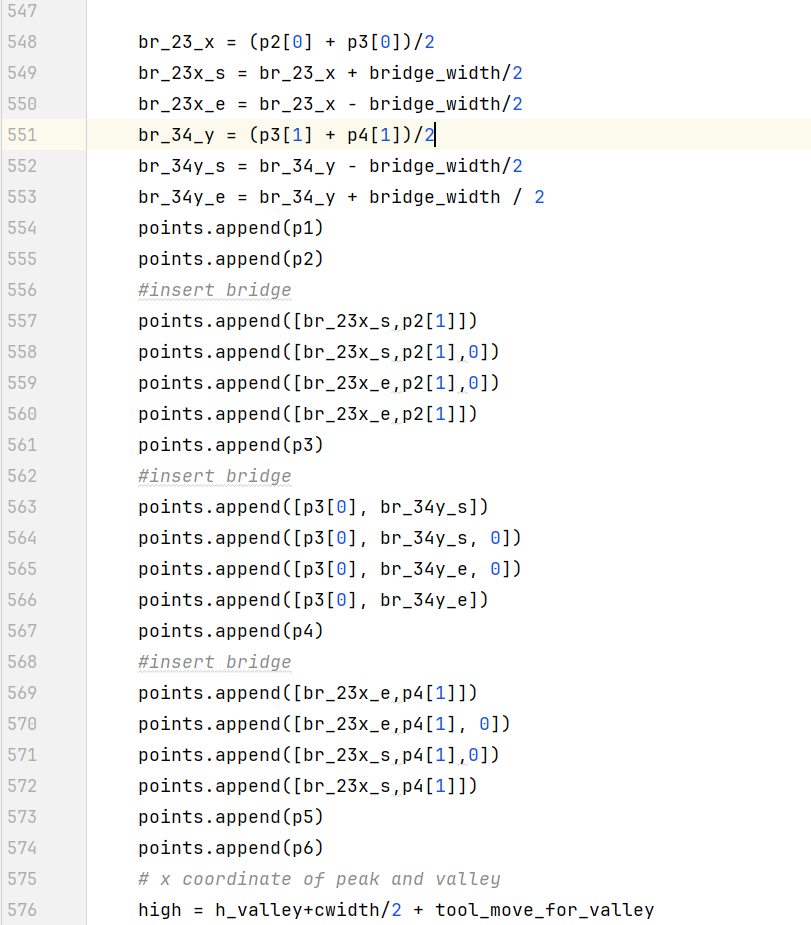 547
548 br_23_x = (p2[0] + p3[0])/2
549 br_23x_s = br_23_x + bridge_width/2
550 br_23x_e = br_23_x - bridge_width/2
551 br_34_y = (p3[1] + p4[1])/2
552 br_34y_s = br_34_y - bridge_width/2
553 br_34y_e = br_34_y + bridge_width / 2
554 points.append(p1)
555 points.append(p2)
556 #insert bridge
557 points.append([br_23x_s,p2[1]])
558 points.append([br_23x_s,p2[1],0])
559 points.append([br_23x_e,p2[1],0])
560 points.append([br_23x_e,p2[1]])
561 points.append(p3)
562 #insert bridge
563 points.append([p3[0], br_34y_s])
564 points.append([p3[0], br_34y_s, 0])
565 points.append([p3[0], br_34y_e, 0])
566 points.append([p3[0], br_34y_e])
567 points.append(p4)
568 #insert bridge
569 points.append([br_23x_e,p4[1]])
570 points.append([br_23x_e,p4[1], 0])
571 points.append([br_23x_s,p4[1],0])
572 points.append([br_23x_s,p4[1]])
573 points.append(p5)
574 points.append(p6)
575 # x coordinate of peak and valley
576 high = h_valley+cwidth/2 + tool_move_for_valley